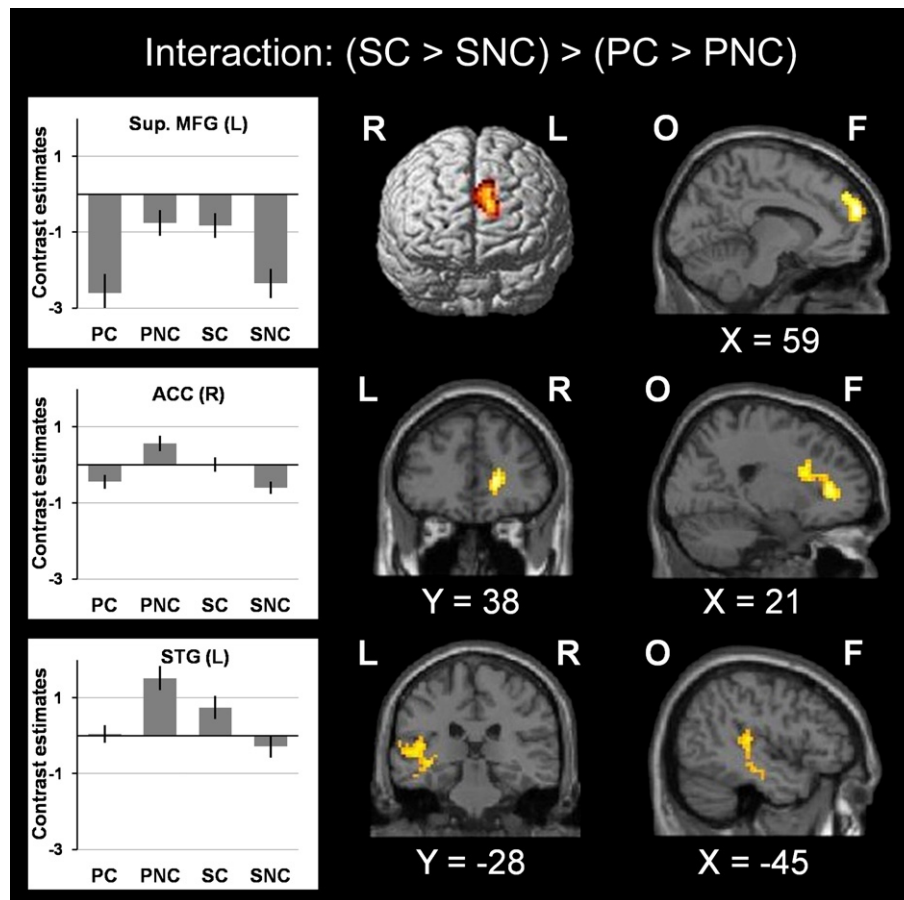 Interaction: (SC > SNC) > (PC > PNC)
Sup. MFG (L)
Contrast estimates
1
-1
-3
PC PNC SC SNC
R L
O F
X = 59
ACC (R)
Contrast estimates
1
-1
-3
PC PNC SC SNC
L R
Y = 38
O F
X = 21
STG (L)
Contrast estimates
1
-1
-3
PC PNC SC SNC
L R
Y = -28
O F
X = -45